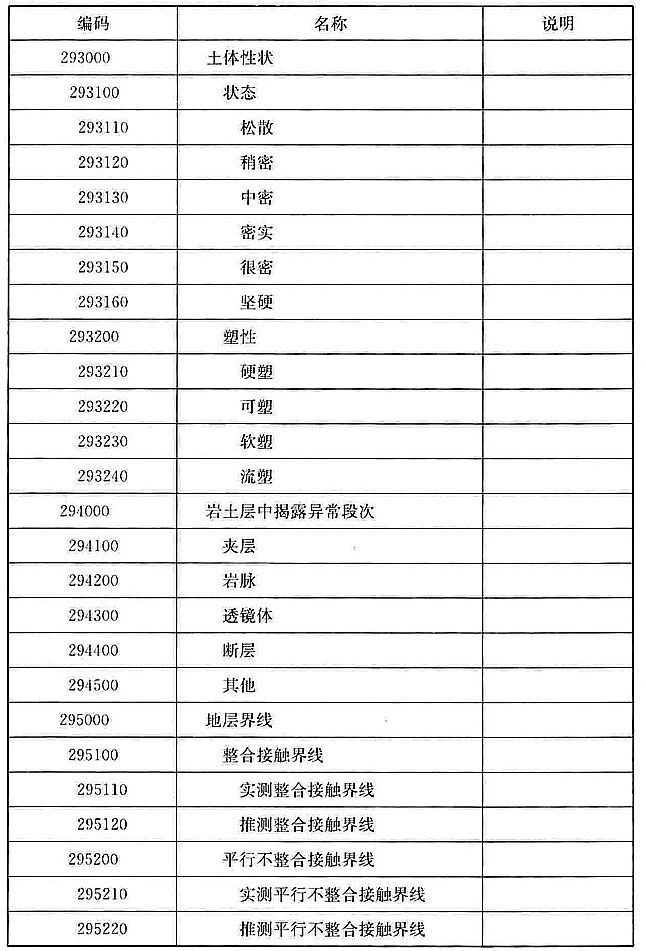 编码 名称 说明
293000 土体性状
293100 状态
293110 松散
293120 稍密
293130 中密
293140 密实
293150 很密
293160 坚硬
293200 塑性
293210 硬塑
293220 可塑
293230 软塑
293240 流塑
294000 岩土层中揭露异常段次
294100 夹层
294200 岩脉
294300 透镜体
294400 断层
294500 其他
295000 地层界线
295100 整合接触界线
295110 实测整合接触界线
295120 推测整合接触界线
295200 平行不整合接触界线
295210 实测平行不整合接触界线
295220 推测平行不整合接触界线